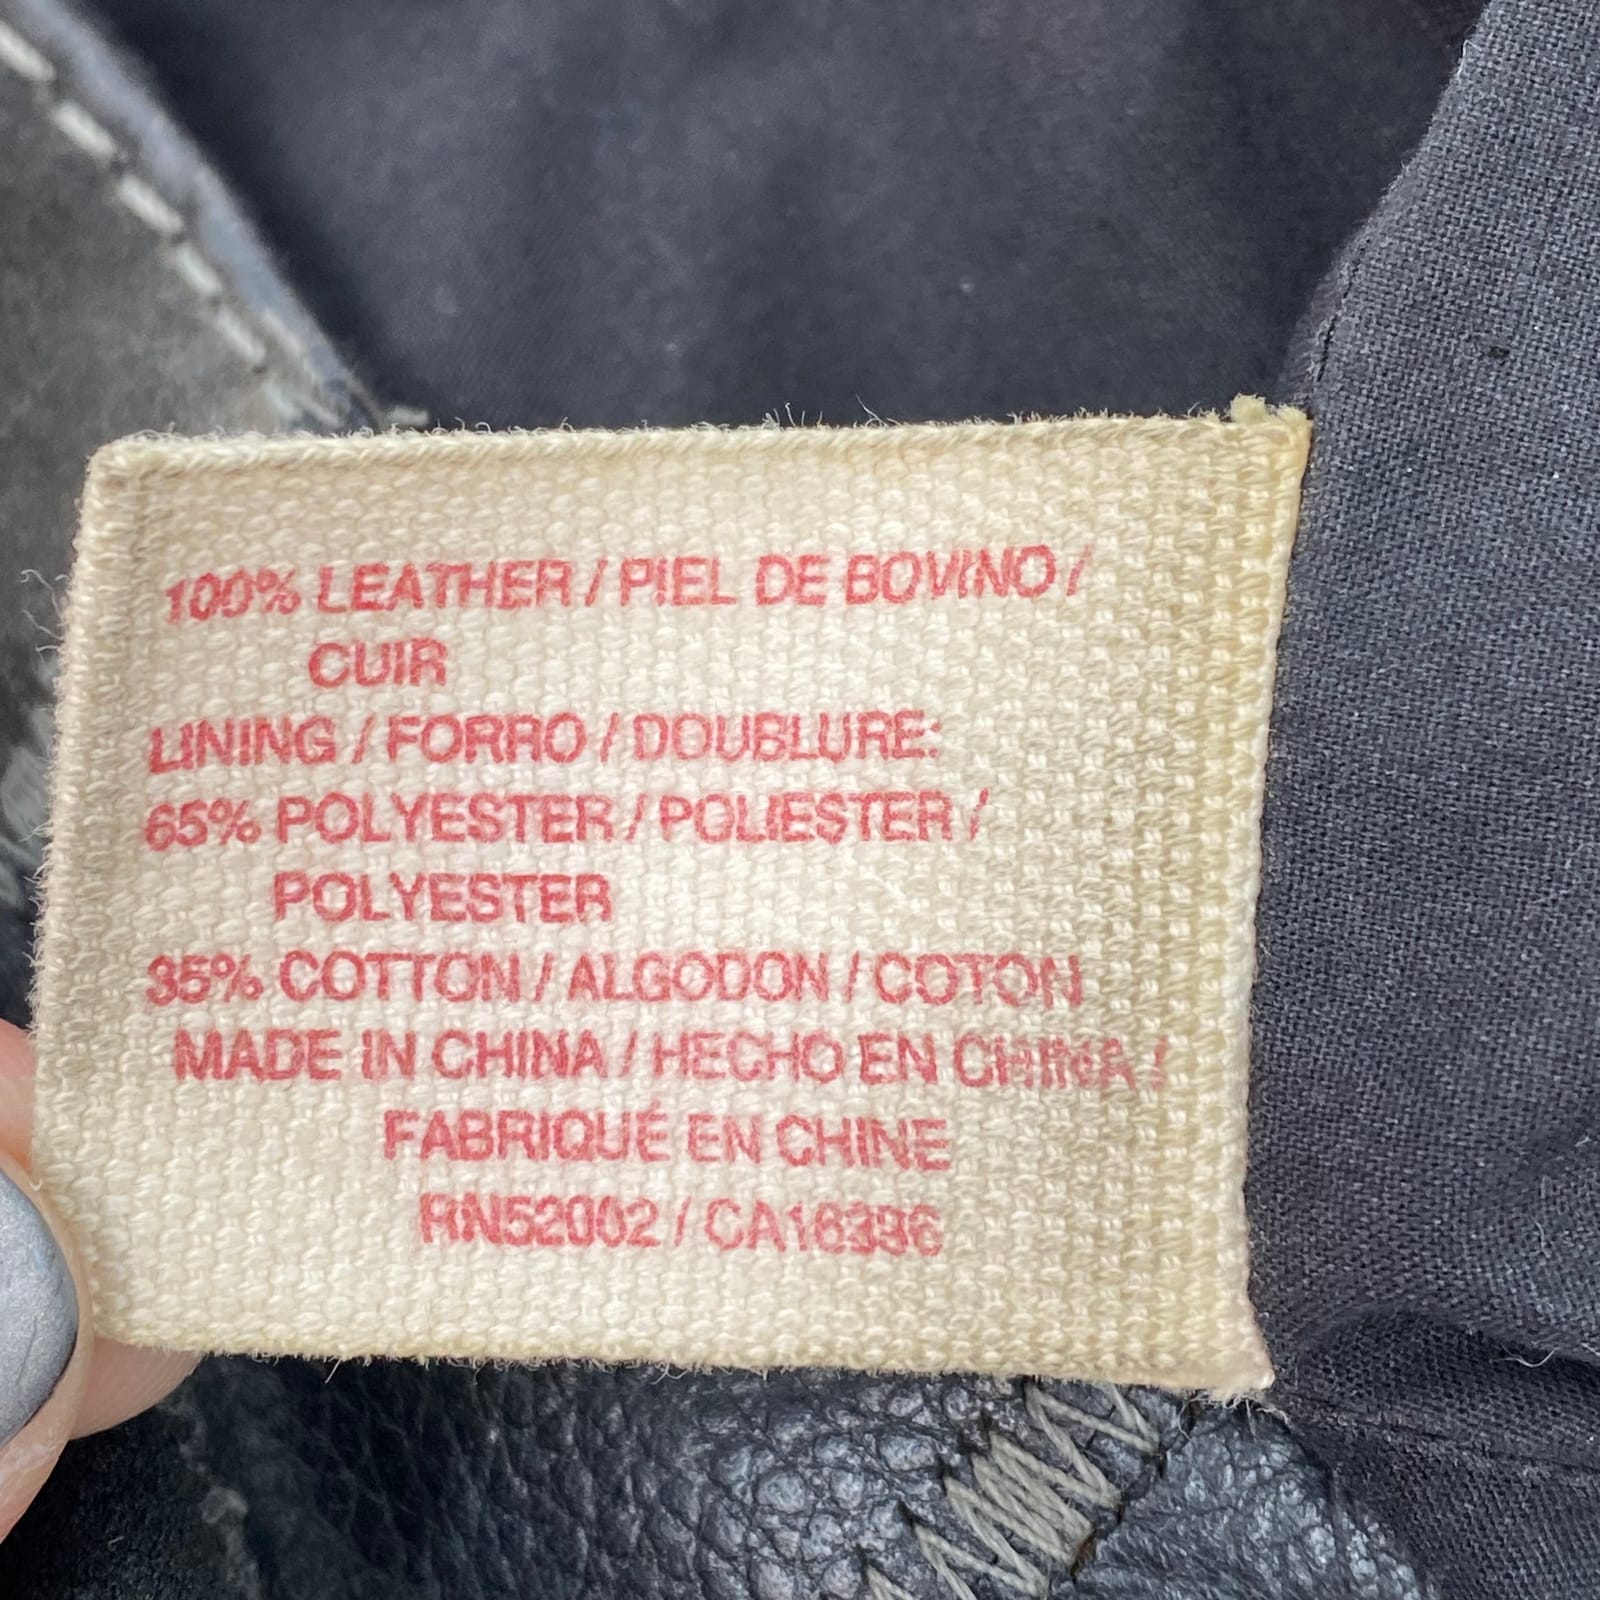 100% LEATHER / PIEL DE BOVINO /
CUIR
LINING / FORRO / DOUBLURE:
65% POLYESTER / POLIESTER /
POLYESTER
35% COTTON / ALGODON / COTON
MADE IN CHINA / HECHO EN CHINA /
FABRIQUÉ EN CHINE
RN52002 /